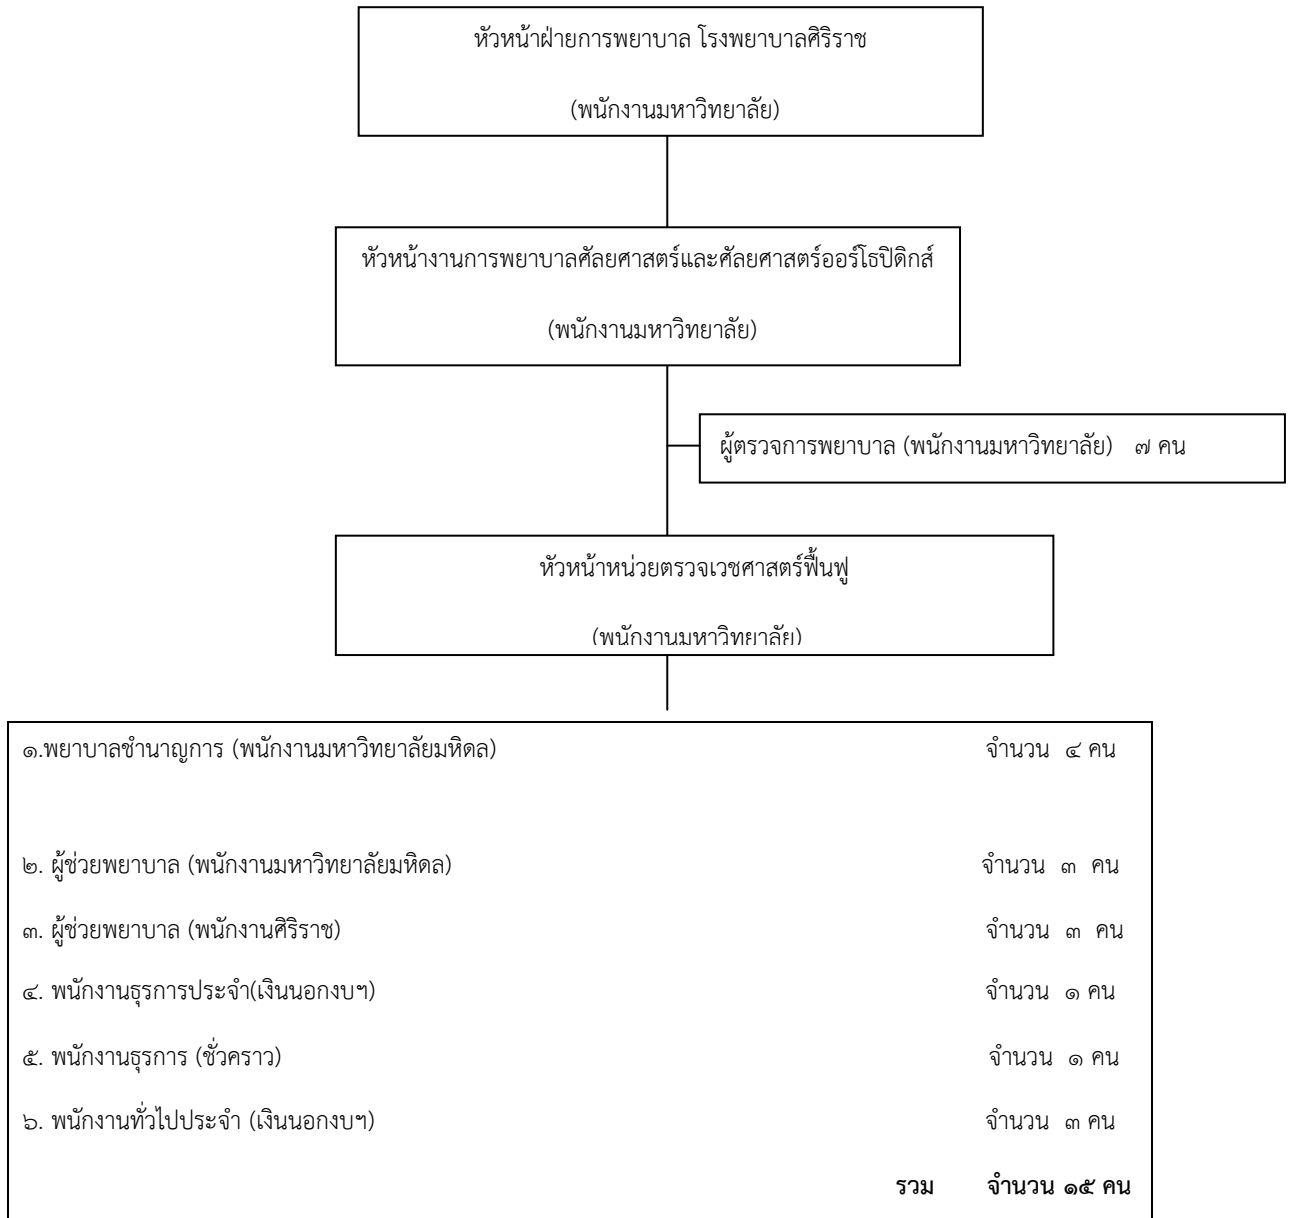 หัวหน้าฝ่ายการพยาบาล โรงพยาบาลศิริราช
(พนักงานมหาวิทยาลัย)
หัวหน้างานการพยาบาลศัลยศาสตร์และศัลยศาสตร์ออร์โธปิดิกส์
(พนักงานมหาวิทยาลัย)
ผู้ตรวจการพยาบาล (พนักงานมหาวิทยาลัย) ๗ คน
หัวหน้าหน่วยตรวจเวชศาสตร์ฟื้นฟู
(พนักงานมหาวิทยาลัย)
๑.พยาบาลชำนาญการ (พนักงานมหาวิทยาลัยมหิดล) จำนวน ๔ คน
๒. ผู้ช่วยพยาบาล (พนักงานมหาวิทยาลัยมหิดล) จำนวน ๓ คน
๓. ผู้ช่วยพยาบาล (พนักงานศิริราช) จำนวน ๓ คน
๔. พนักงานธุรการประจำ(เงินนอกงบฯ) จำนวน ๑ คน
๕. พนักงานธุรการ (ชั่วคราว) จำนวน ๑ คน
๖. พนักงานทั่วไปประจำ (เงินนอกงบฯ) จำนวน ๓ คน
รวม จำนวน ๑๕ คน